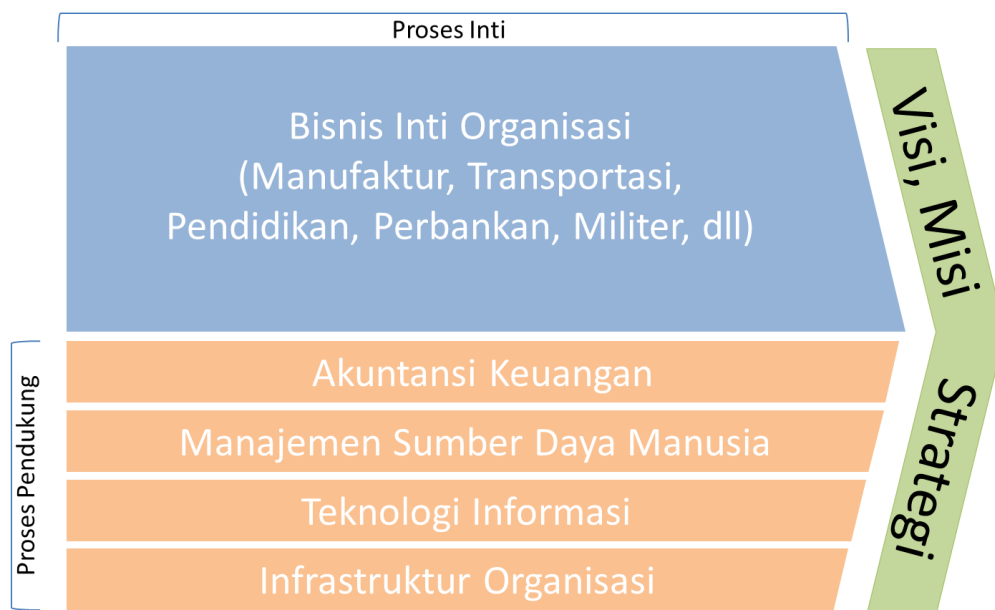 Proses Inti
Bisnis Inti Organisasi
(Manufaktur, Transportasi,
Pendidikan, Perbankan, Militer, dll)
Visi, Misi
Strategi
Proses Pendukung
Akuntansi Keuangan
Manajemen Sumber Daya Manusia
Teknologi Informasi
Infrastruktur Organisasi